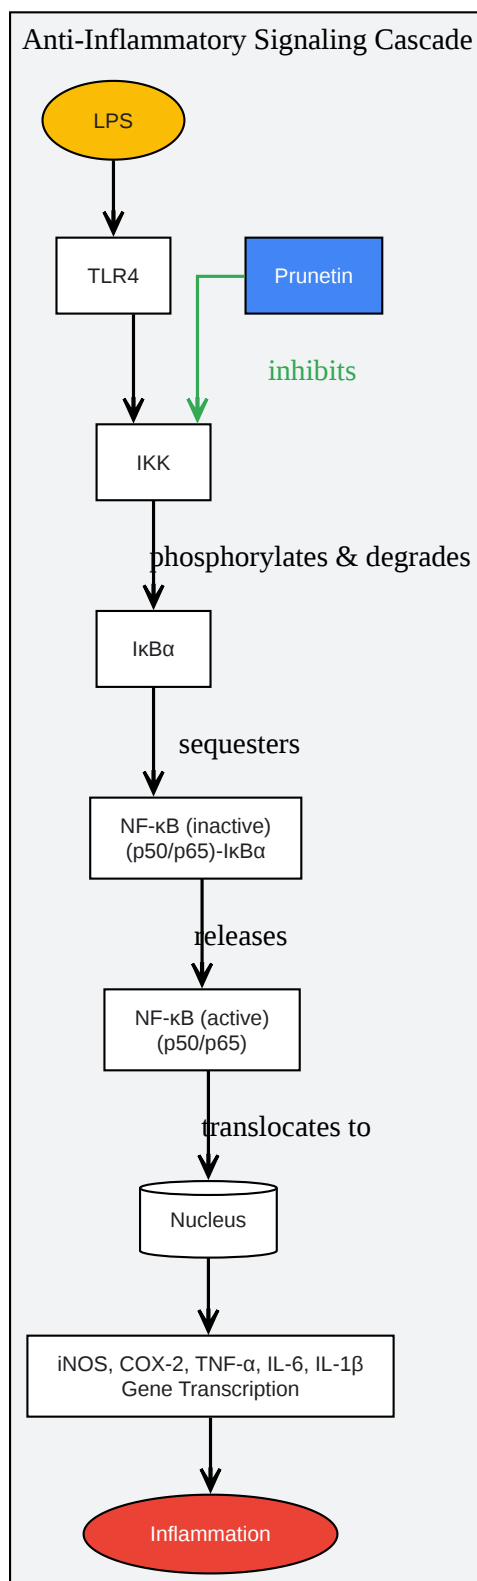 Anti-Inflammatory Signaling Cascade
LPS
TLR4
Prunetin
inhibits
IKK
phosphorylates & degrades
IκBα
sequesters
NF-κB (inactive)
(p50/p65)-IκBα
releases
NF-κB (active)
(p50/p65)
translocates to
Nucleus
iNOS, COX-2, TNF-α, IL-6, IL-1β
Gene Transcription
Inflammation